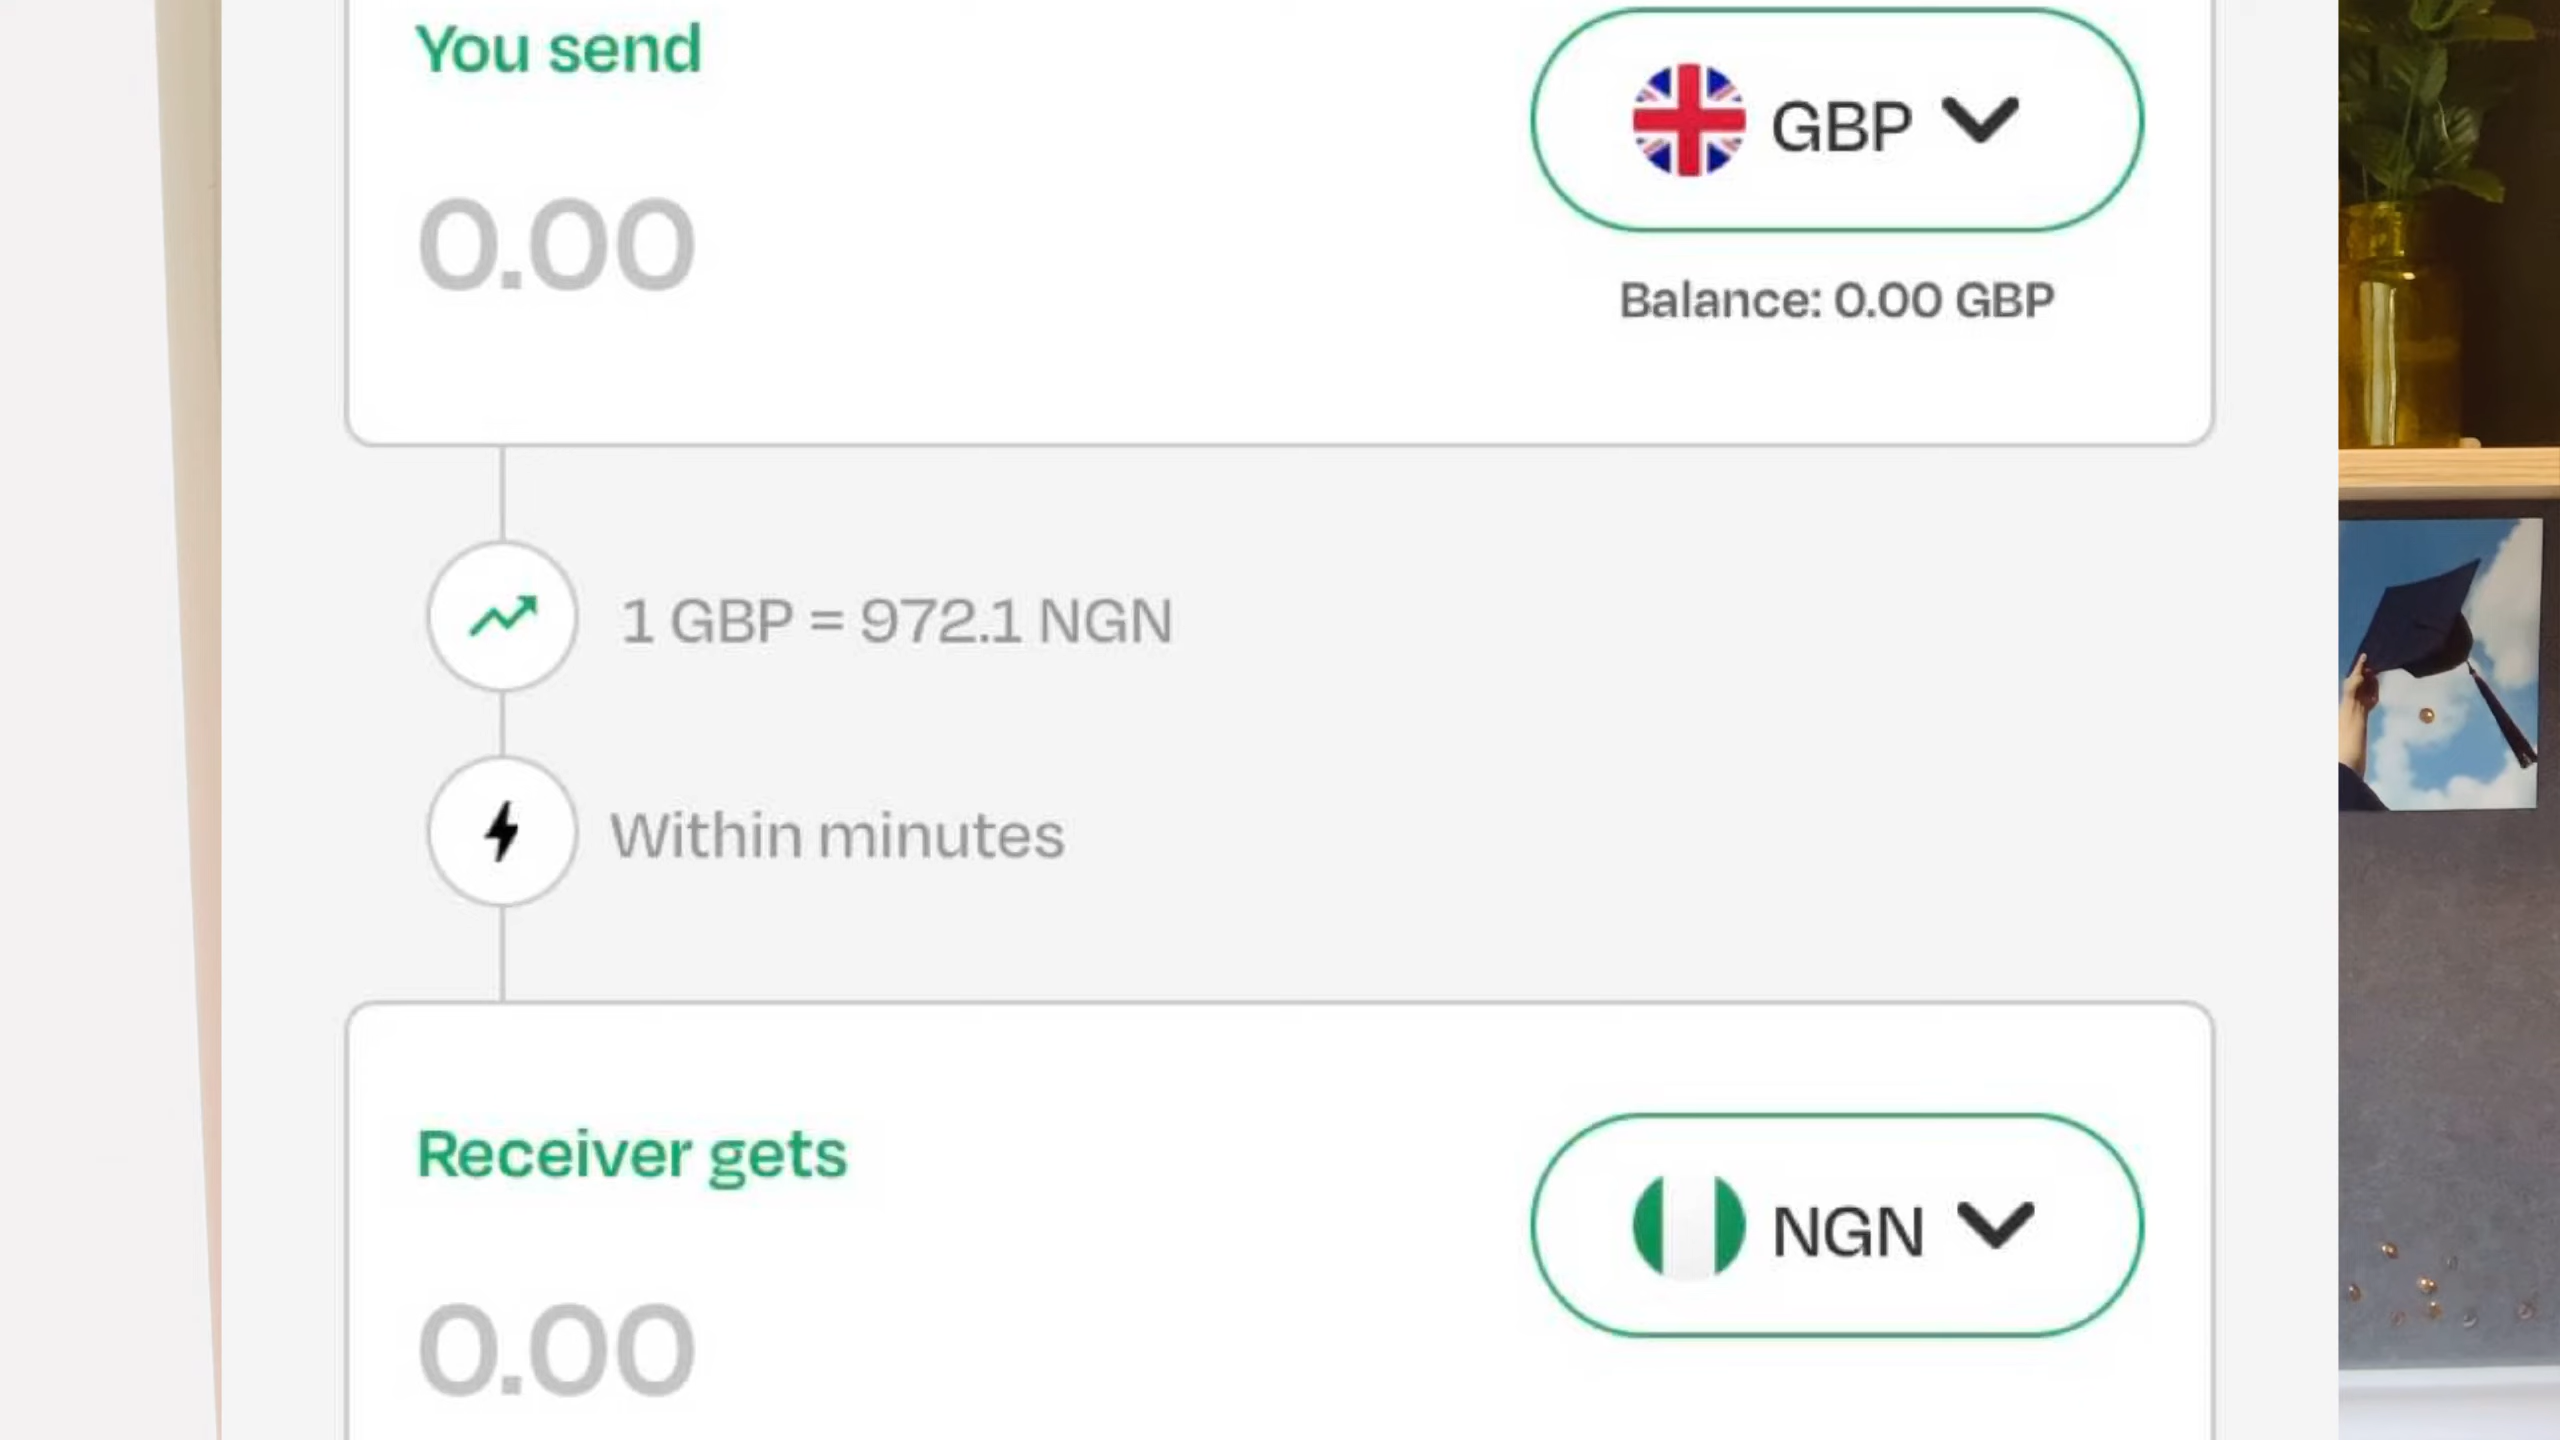 You send
GBP
0.00
Balance: 0.00 GBP
1 GBP = 972.1 NGN
Within minutes
Receiver gets
NGN
0.00